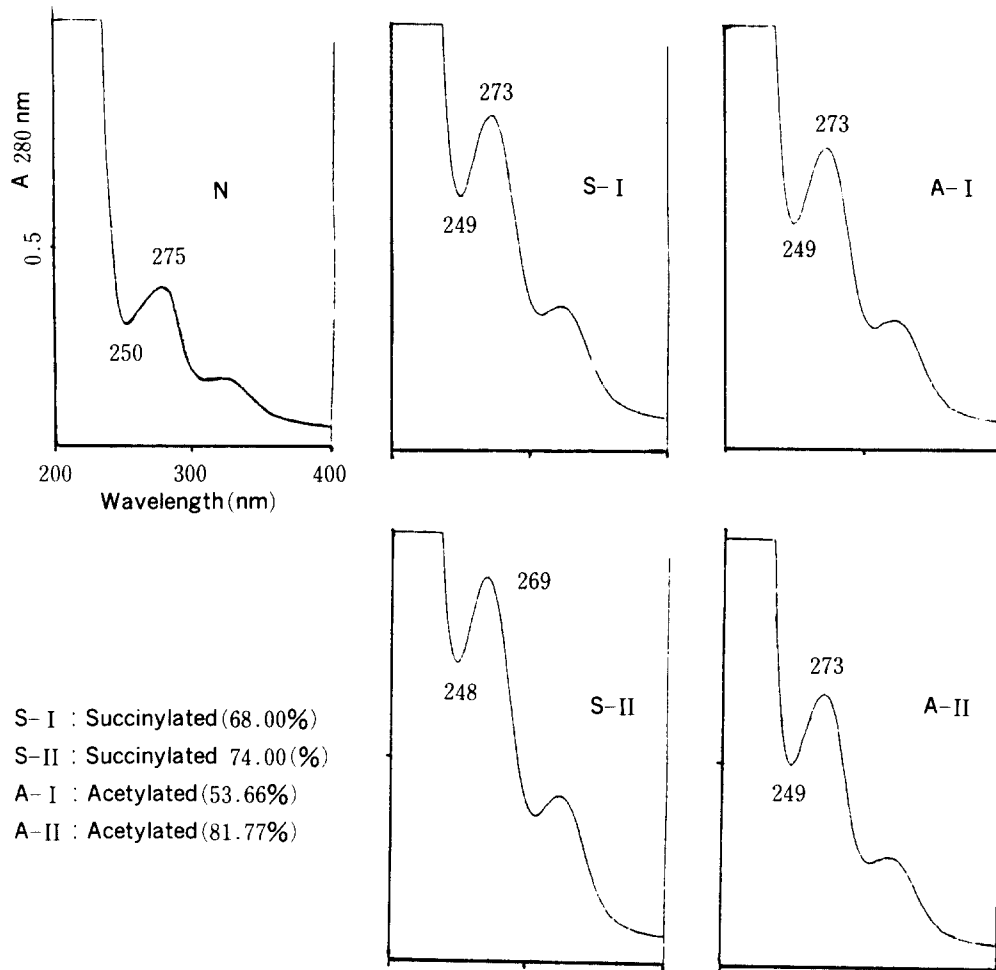 A 280 nm
0.5
N
275
250
200 300 400
Wavelength(nm)
273
S-I
249
273
A-I
249
269
S-II
248
273
A-II
249
S-I : Succinylated(68.00%)
S-II : Succinylated 74.00(%)
A-I : Acetylated(53.66%)
A-II : Acetylated(81.77%)